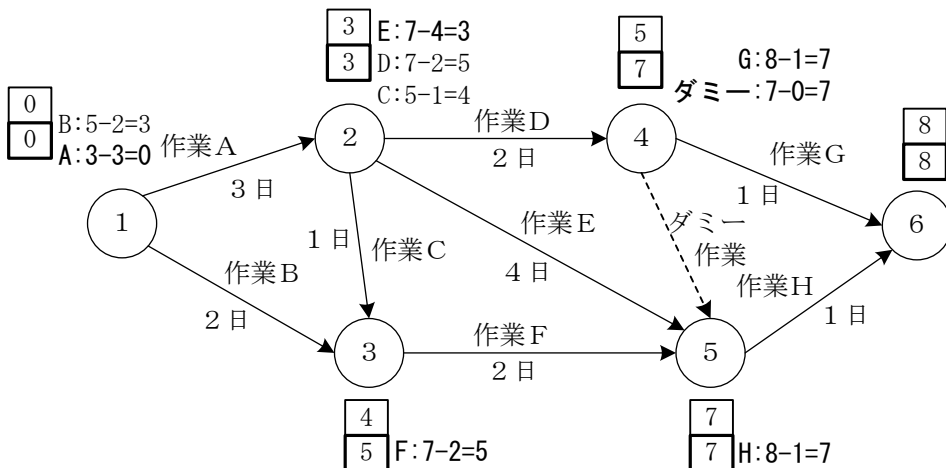 3
3
E:7-4=3
D:7-2=5
C:5-1=4
5
7
G:8-1=7
ダミー:7-0=7
0
0
B:5-2=3
A:3-3=0
8
8
作業A
3日
2
作業D
2日
4
作業G
1日
1
1日
作業C
作業E
4日
ダミー
作業
6
作業B
2日
作業H
1日
3
作業F
2日
5
4
5
F:7-2=5
7
7
H:8-1=7